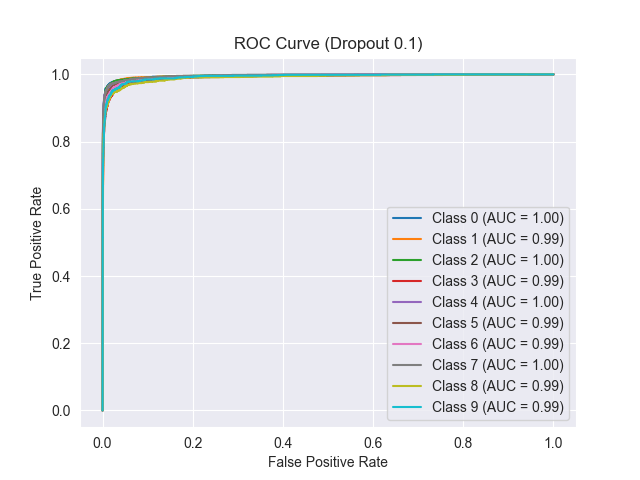 ROC Curve (Dropout 0.1)
True Positive Rate
1.0
0.8
0.6
0.4
0.2
0.0
Class 0 (AUC = 1.00)
Class 1 (AUC = 0.99)
Class 2 (AUC = 1.00)
Class 3 (AUC = 0.99)
Class 4 (AUC = 1.00)
Class 5 (AUC = 0.99)
Class 6 (AUC = 0.99)
Class 7 (AUC = 1.00)
Class 8 (AUC = 0.99)
Class 9 (AUC = 0.99)
0.0 0.2 0.4 0.6 0.8 1.0
False Positive Rate